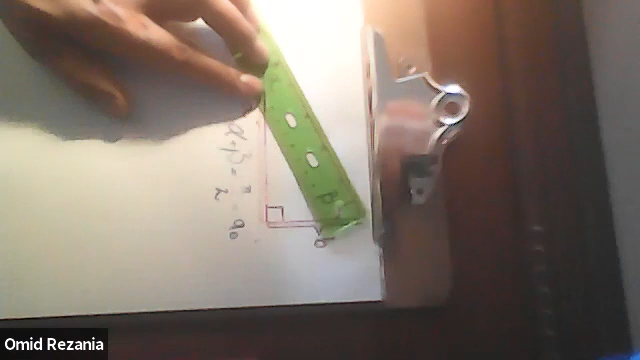 α+β = π/2 = 90
β
b
Omid Rezania